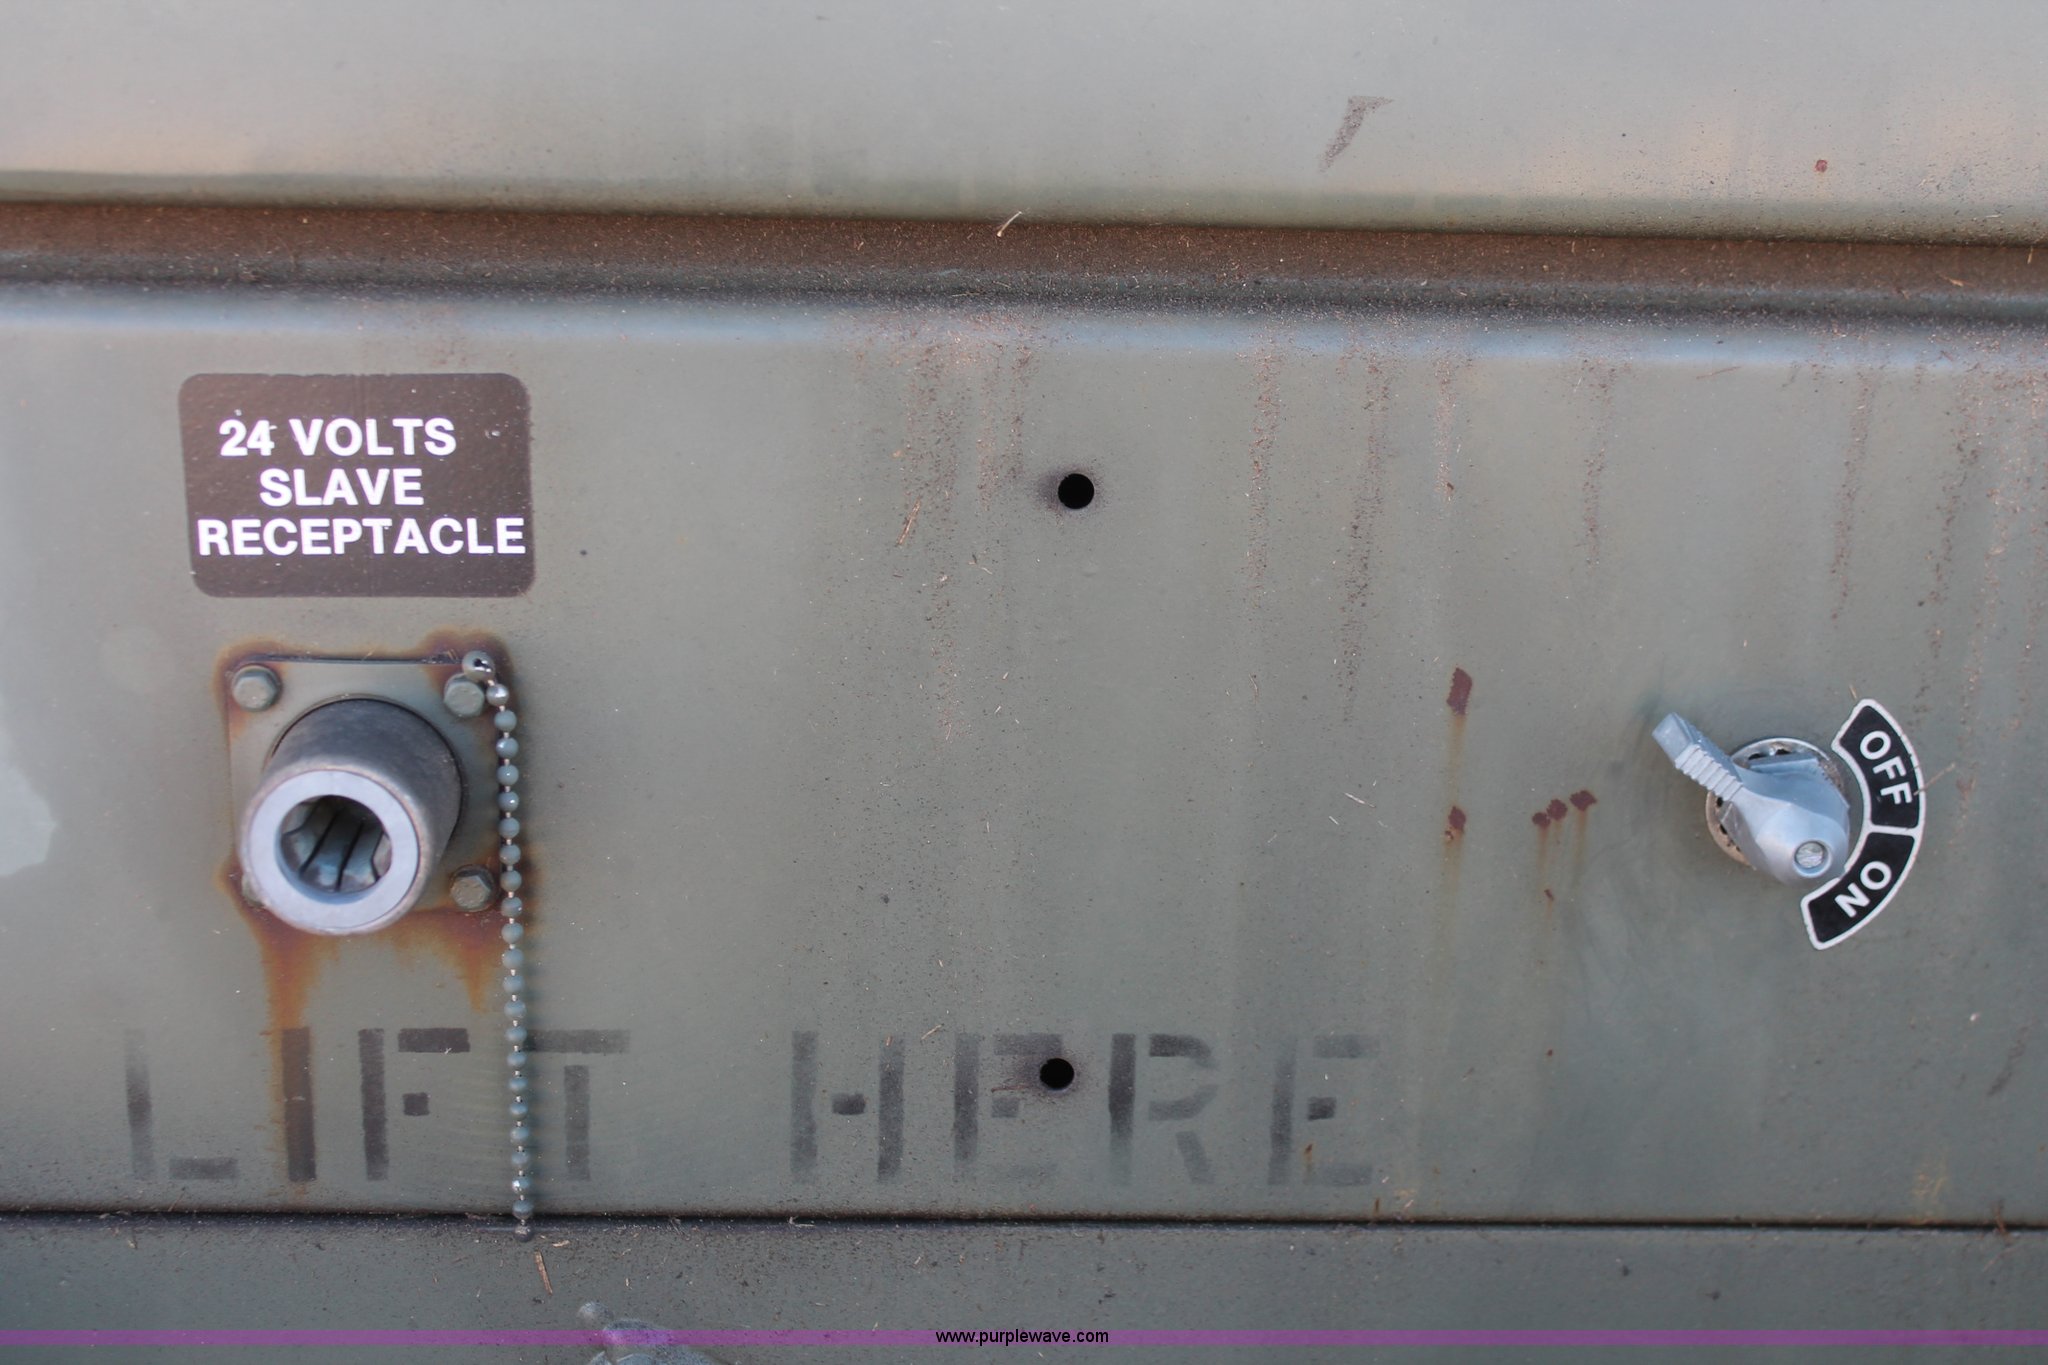 24 VOLTS
SLAVE
RECEPTACLE
OFF
ON
LIFT HERE
www.purplewave.com